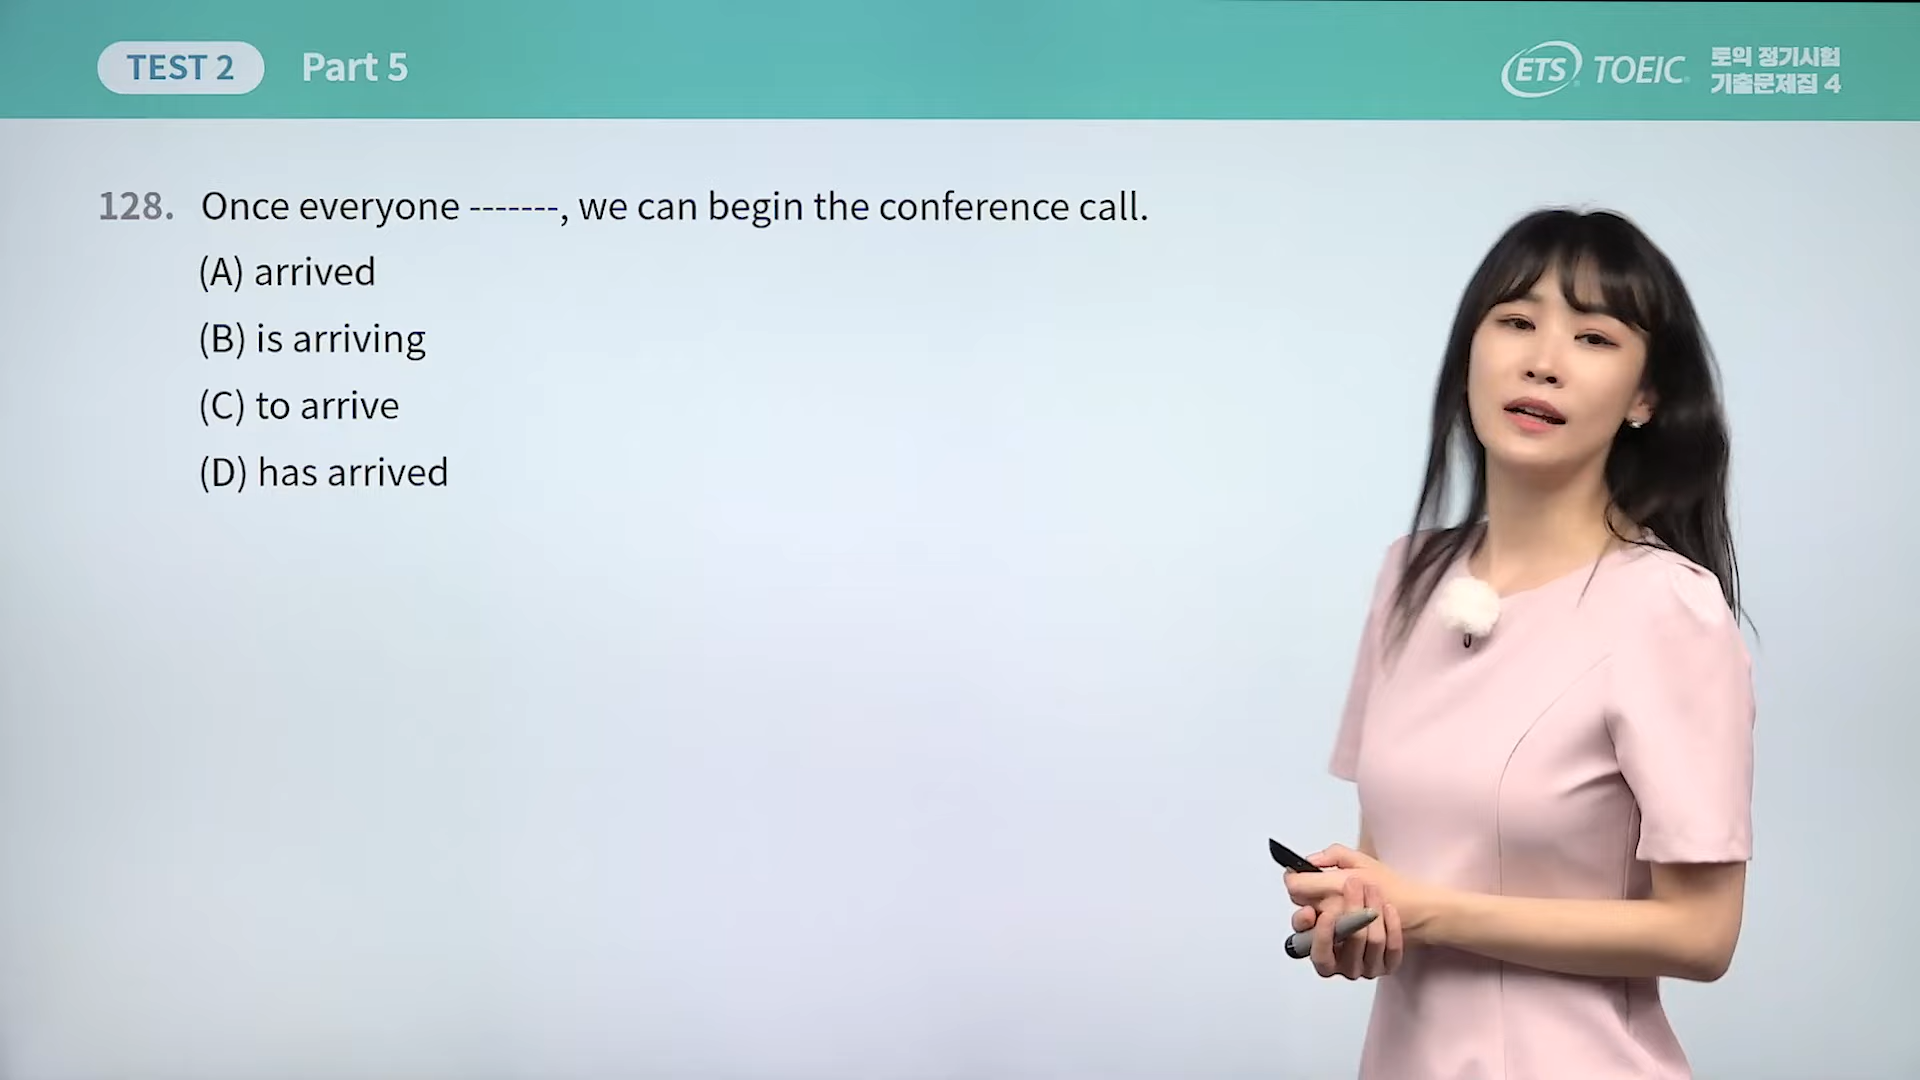 TEST 2 Part 5
ETS TOEIC 토익 정기시험
기출문제집 4
128. Once everyone -------, we can begin the conference call.
(A) arrived
(B) is arriving
(C) to arrive
(D) has arrived